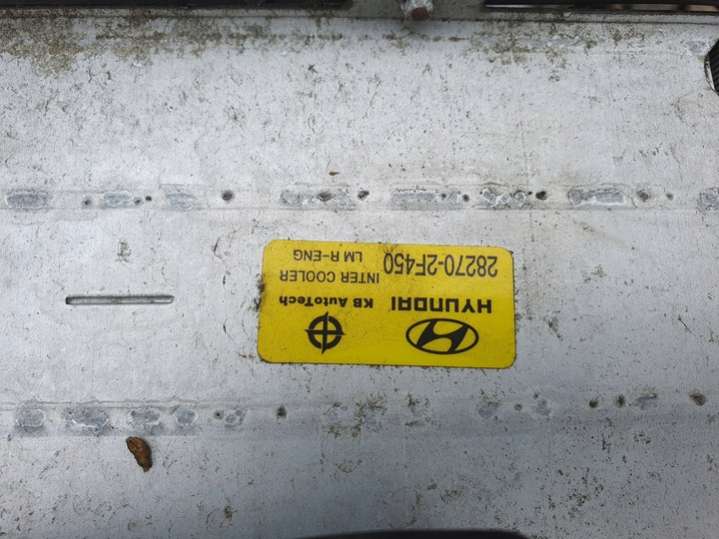 HYUNDAI KB AutoTech
28270-2F450 INTER COOLER
LM R-ENG